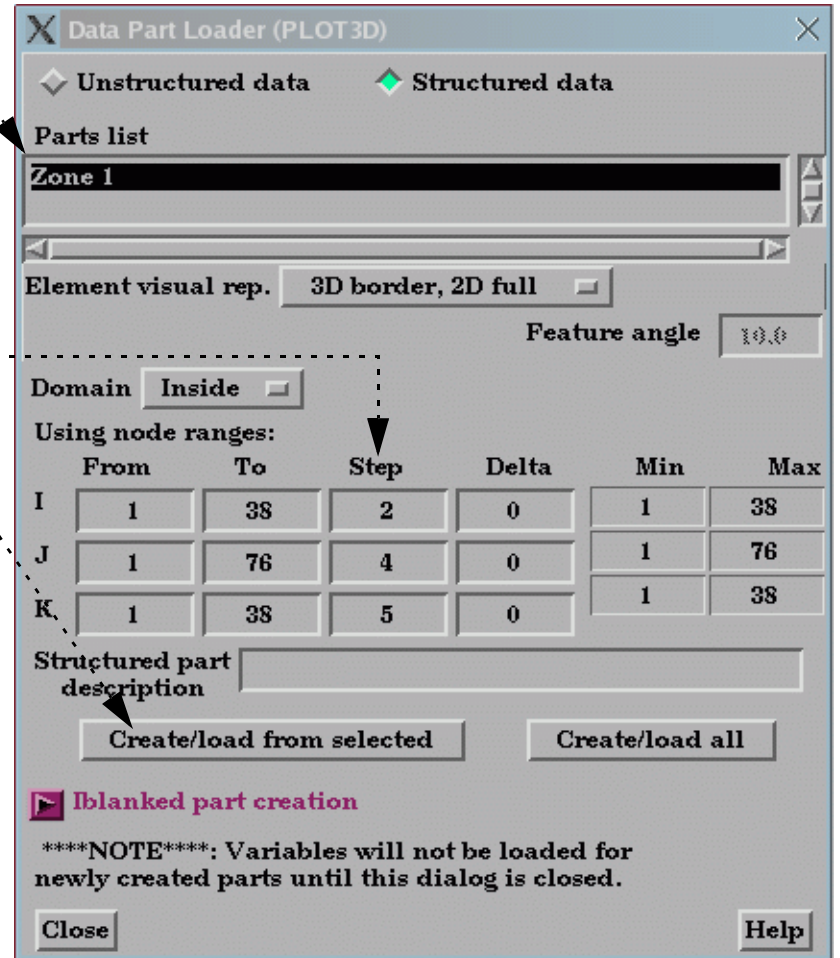 Data Part Loader (PLOT3D)
Unstructured data Structured data
Parts list
Zone 1
Element visual rep. 3D border, 2D full
Feature angle 10.0
Domain Inside
Using node ranges:
From To Step Delta Min Max
I 1 38 2 0 1 38
J 1 76 4 0 1 76
K 1 38 5 0 1 38
Structured part
description
Create/load from selected Create/load all
Iblanked part creation
****NOTE****: Variables will not be loaded for
newly created parts until this dialog is closed.
Close Help